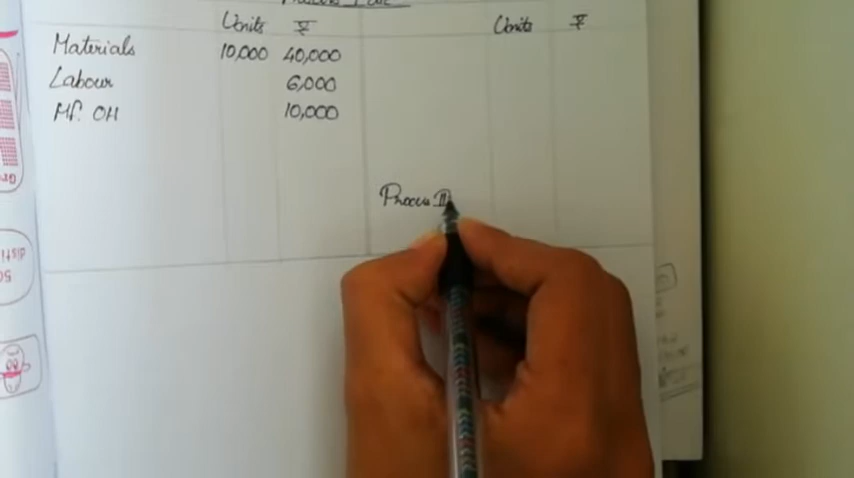 Units ₹ Units ₹
Materials 10,000 40,000
Labour 6,000
Mf. OH 10,000
Process II